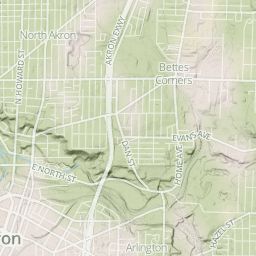 North Akron
AKRON EXWY
N HOWARD ST
Bettes
Corners
EVANS AVE
DAN ST
HOME AVE
E NORTH ST
HAZEL ST
ron
Arlington